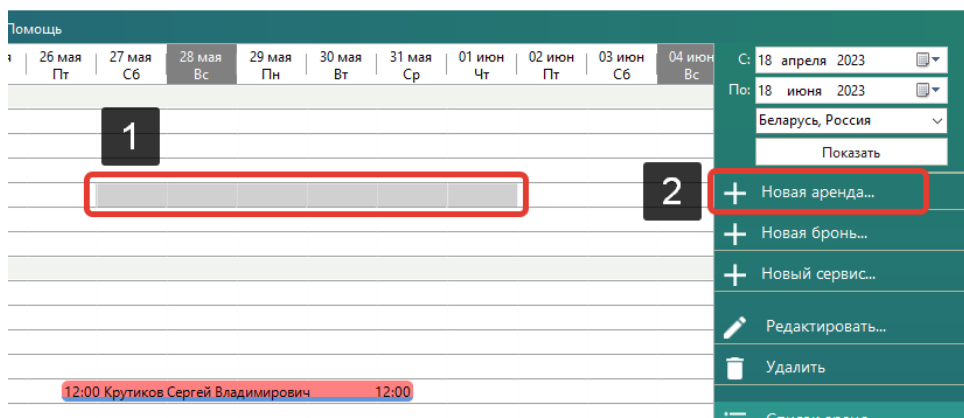 Помощь
26 мая 27 мая 28 мая 29 мая 30 мая 31 мая 01 июн 02 июн 03 июн 04 июн
Пт Сб Вс Пн Вт Ср Чт Пт Сб Вс
С: 18 апреля 2023
По: 18 июня 2023
Беларусь, Россия
Показать
1
2
Новая аренда...
Новая бронь...
Новый сервис...
Редактировать...
Удалить
12:00 Крутиков Сергей Владимирович 12:00